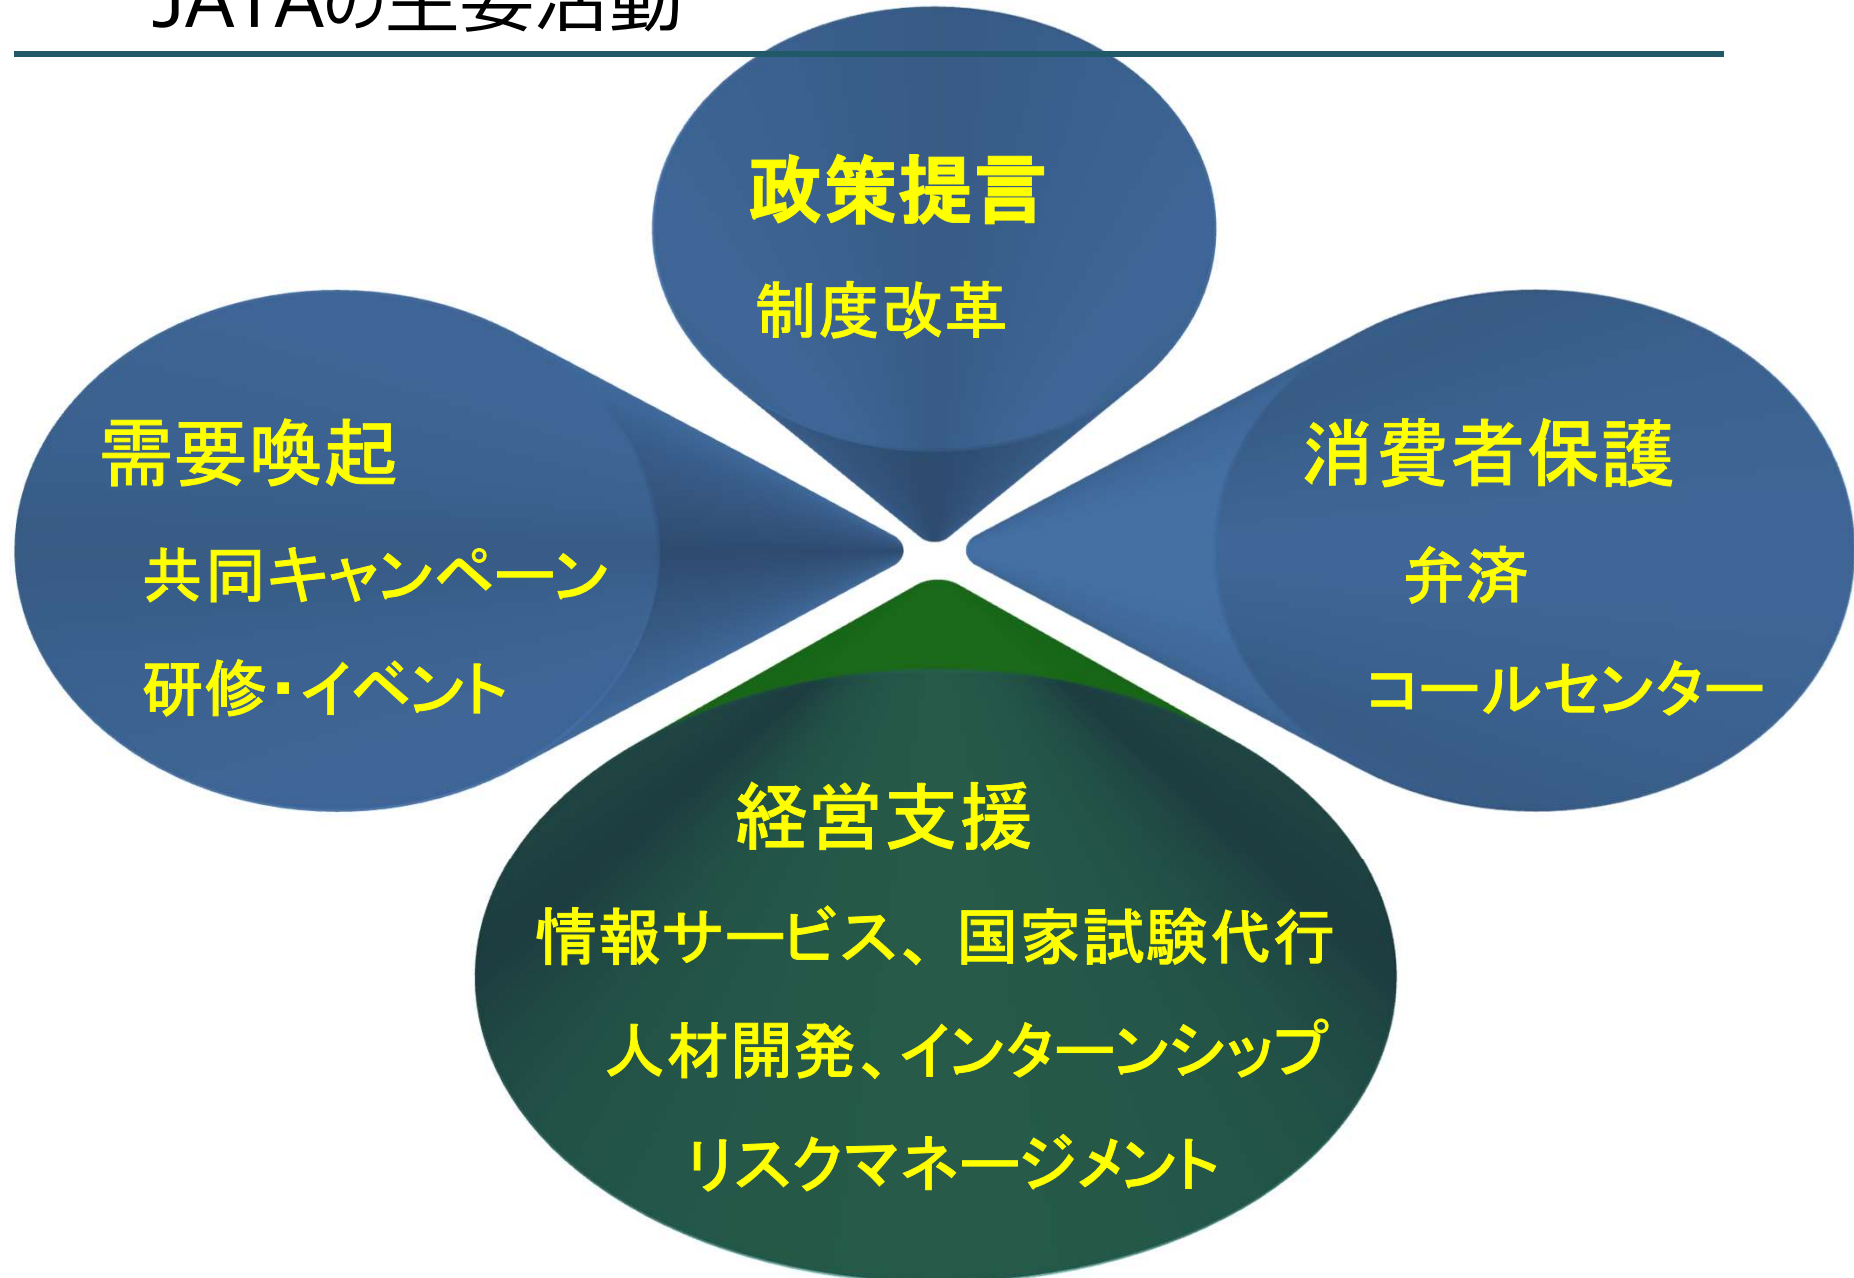 JATAの主要活動
政策提言
制度改革
需要喚起
共同キャンペーン
研修・イベント
消費者保護
弁済
コールセンター
経営支援
情報サービス、国家試験代行
人材開発、インターンシップ
リスクマネージメント